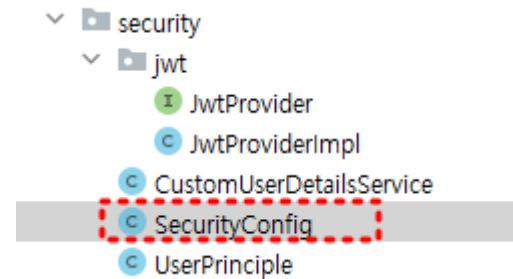 security
jwt
I JwtProvider
C JwtProviderImpl
C CustomUserDetailsService
C SecurityConfig
C UserPrinciple